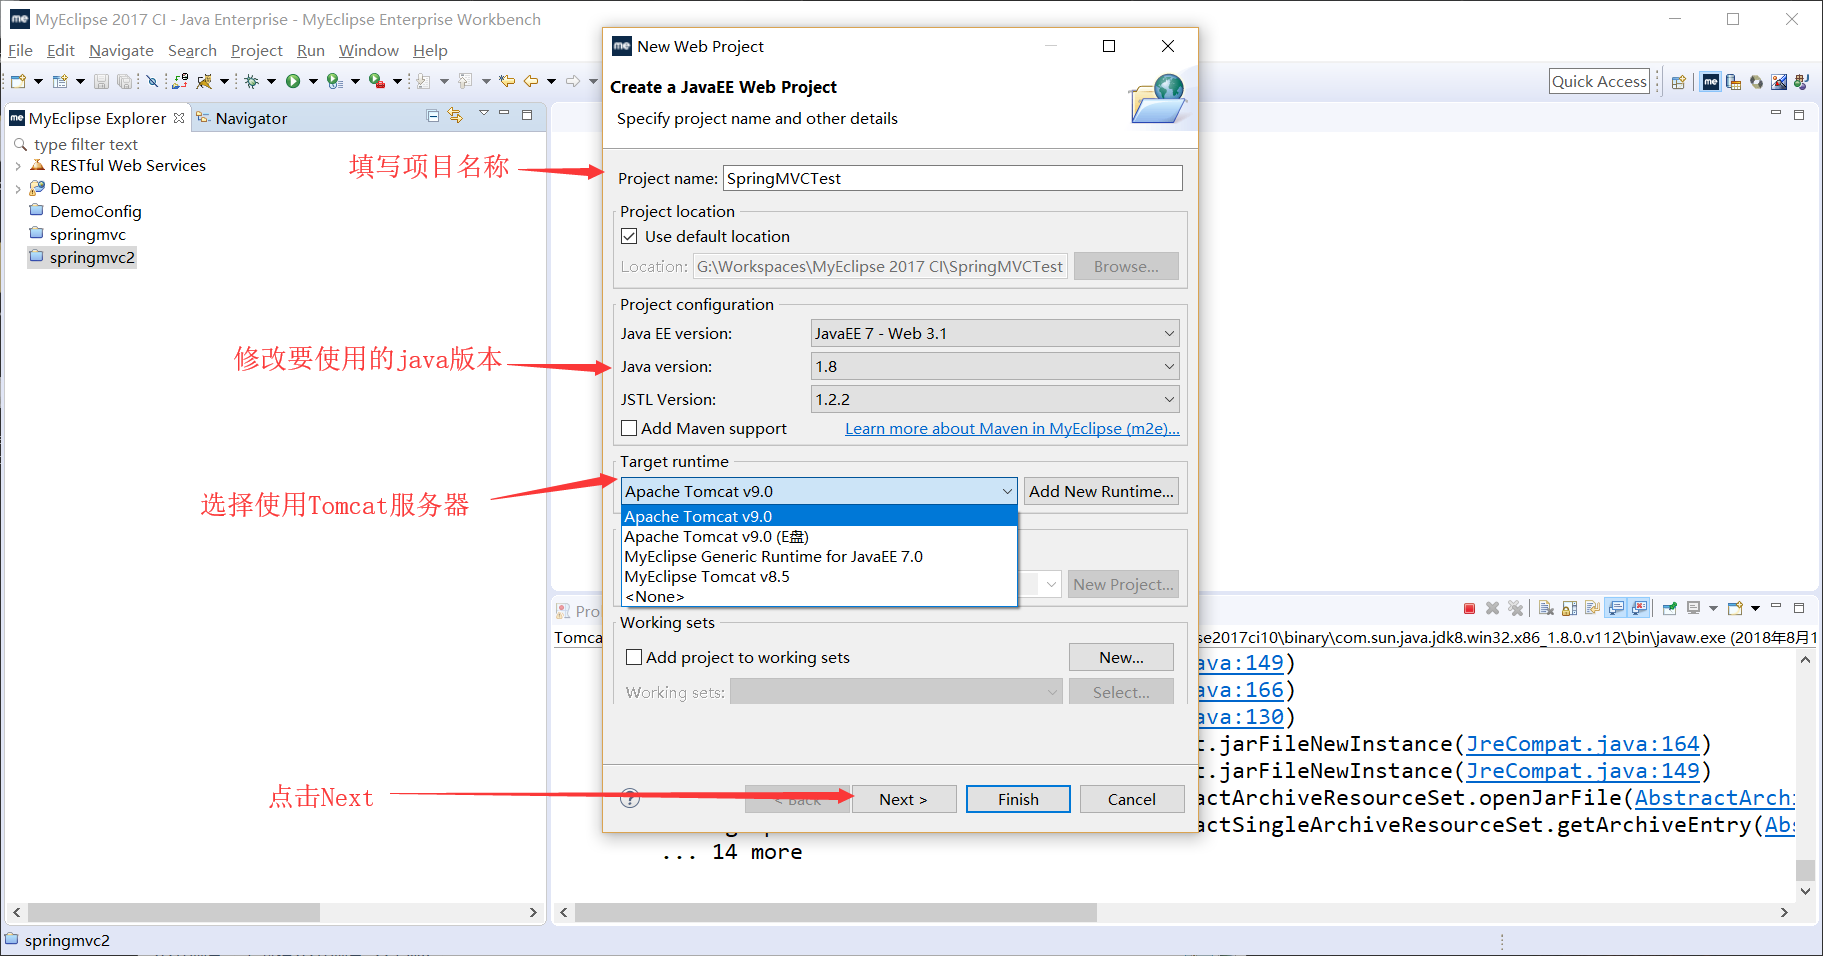 MyEclipse 2017 CI - Java Enterprise - MyEclipse Enterprise Workbench
File Edit Navigate Search Project Run Window Help
Quick Access
MyEclipse Explorer
Navigator
type filter text
RESTful Web Services
Demo
DemoConfig
springmvc
springmvc2
填写项目名称
修改要使用的java版本
选择使用Tomcat服务器
点击Next
New Web Project
Create a JavaEE Web Project
Specify project name and other details
Project name: SpringMVCTest
Project location
Use default location
Location: G:\Workspaces\MyEclipse 2017 CI\SpringMVCTest Browse...
Project configuration
Java EE version: JavaEE 7 - Web 3.1
Java version: 1.8
JSTL Version: 1.2.2
Add Maven support Learn more about Maven in MyEclipse (m2e)...
Target runtime
Apache Tomcat v9.0 Add New Runtime...
Apache Tomcat v9.0
Apache Tomcat v9.0 (E盘)
MyEclipse Generic Runtime for JavaEE 7.0
MyEclipse Tomcat v8.5
<None>
New Project...
Working sets
Add project to working sets New...
Working sets: Select...
< Back Next > Finish Cancel
Pro
Tomca
se2017ci10\binary\com.sun.java.jdk8.win32.x86_1.8.0.v112\bin\javaw.exe (2018年8月1
ava:149)
ava:166)
ava:130)
t.jarFileNewInstance(JreCompat.java:164)
t.jarFileNewInstance(JreCompat.java:149)
actArchiveResourceSet.openJarFile(AbstractArchi
actSingleArchiveResourceSet.getArchiveEntry(Abs
... 14 more
springmvc2